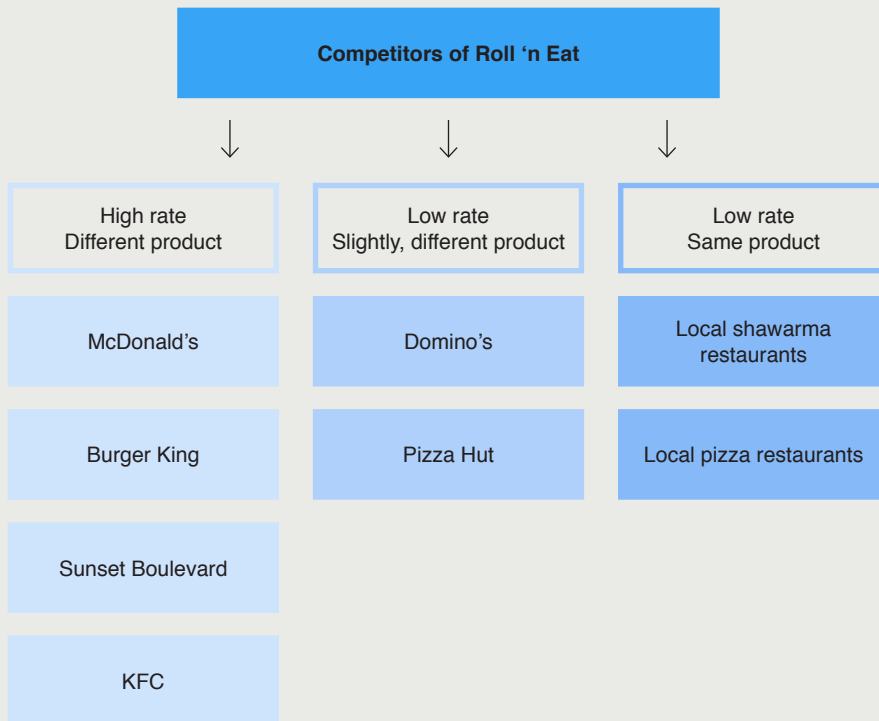 Competitors of Roll ‘n Eat
High rate
Different product
Low rate
Slightly, different product
Low rate
Same product
McDonald’s
Domino’s
Local shawarma
restaurants
Burger King
Pizza Hut
Local pizza restaurants
Sunset Boulevard
KFC